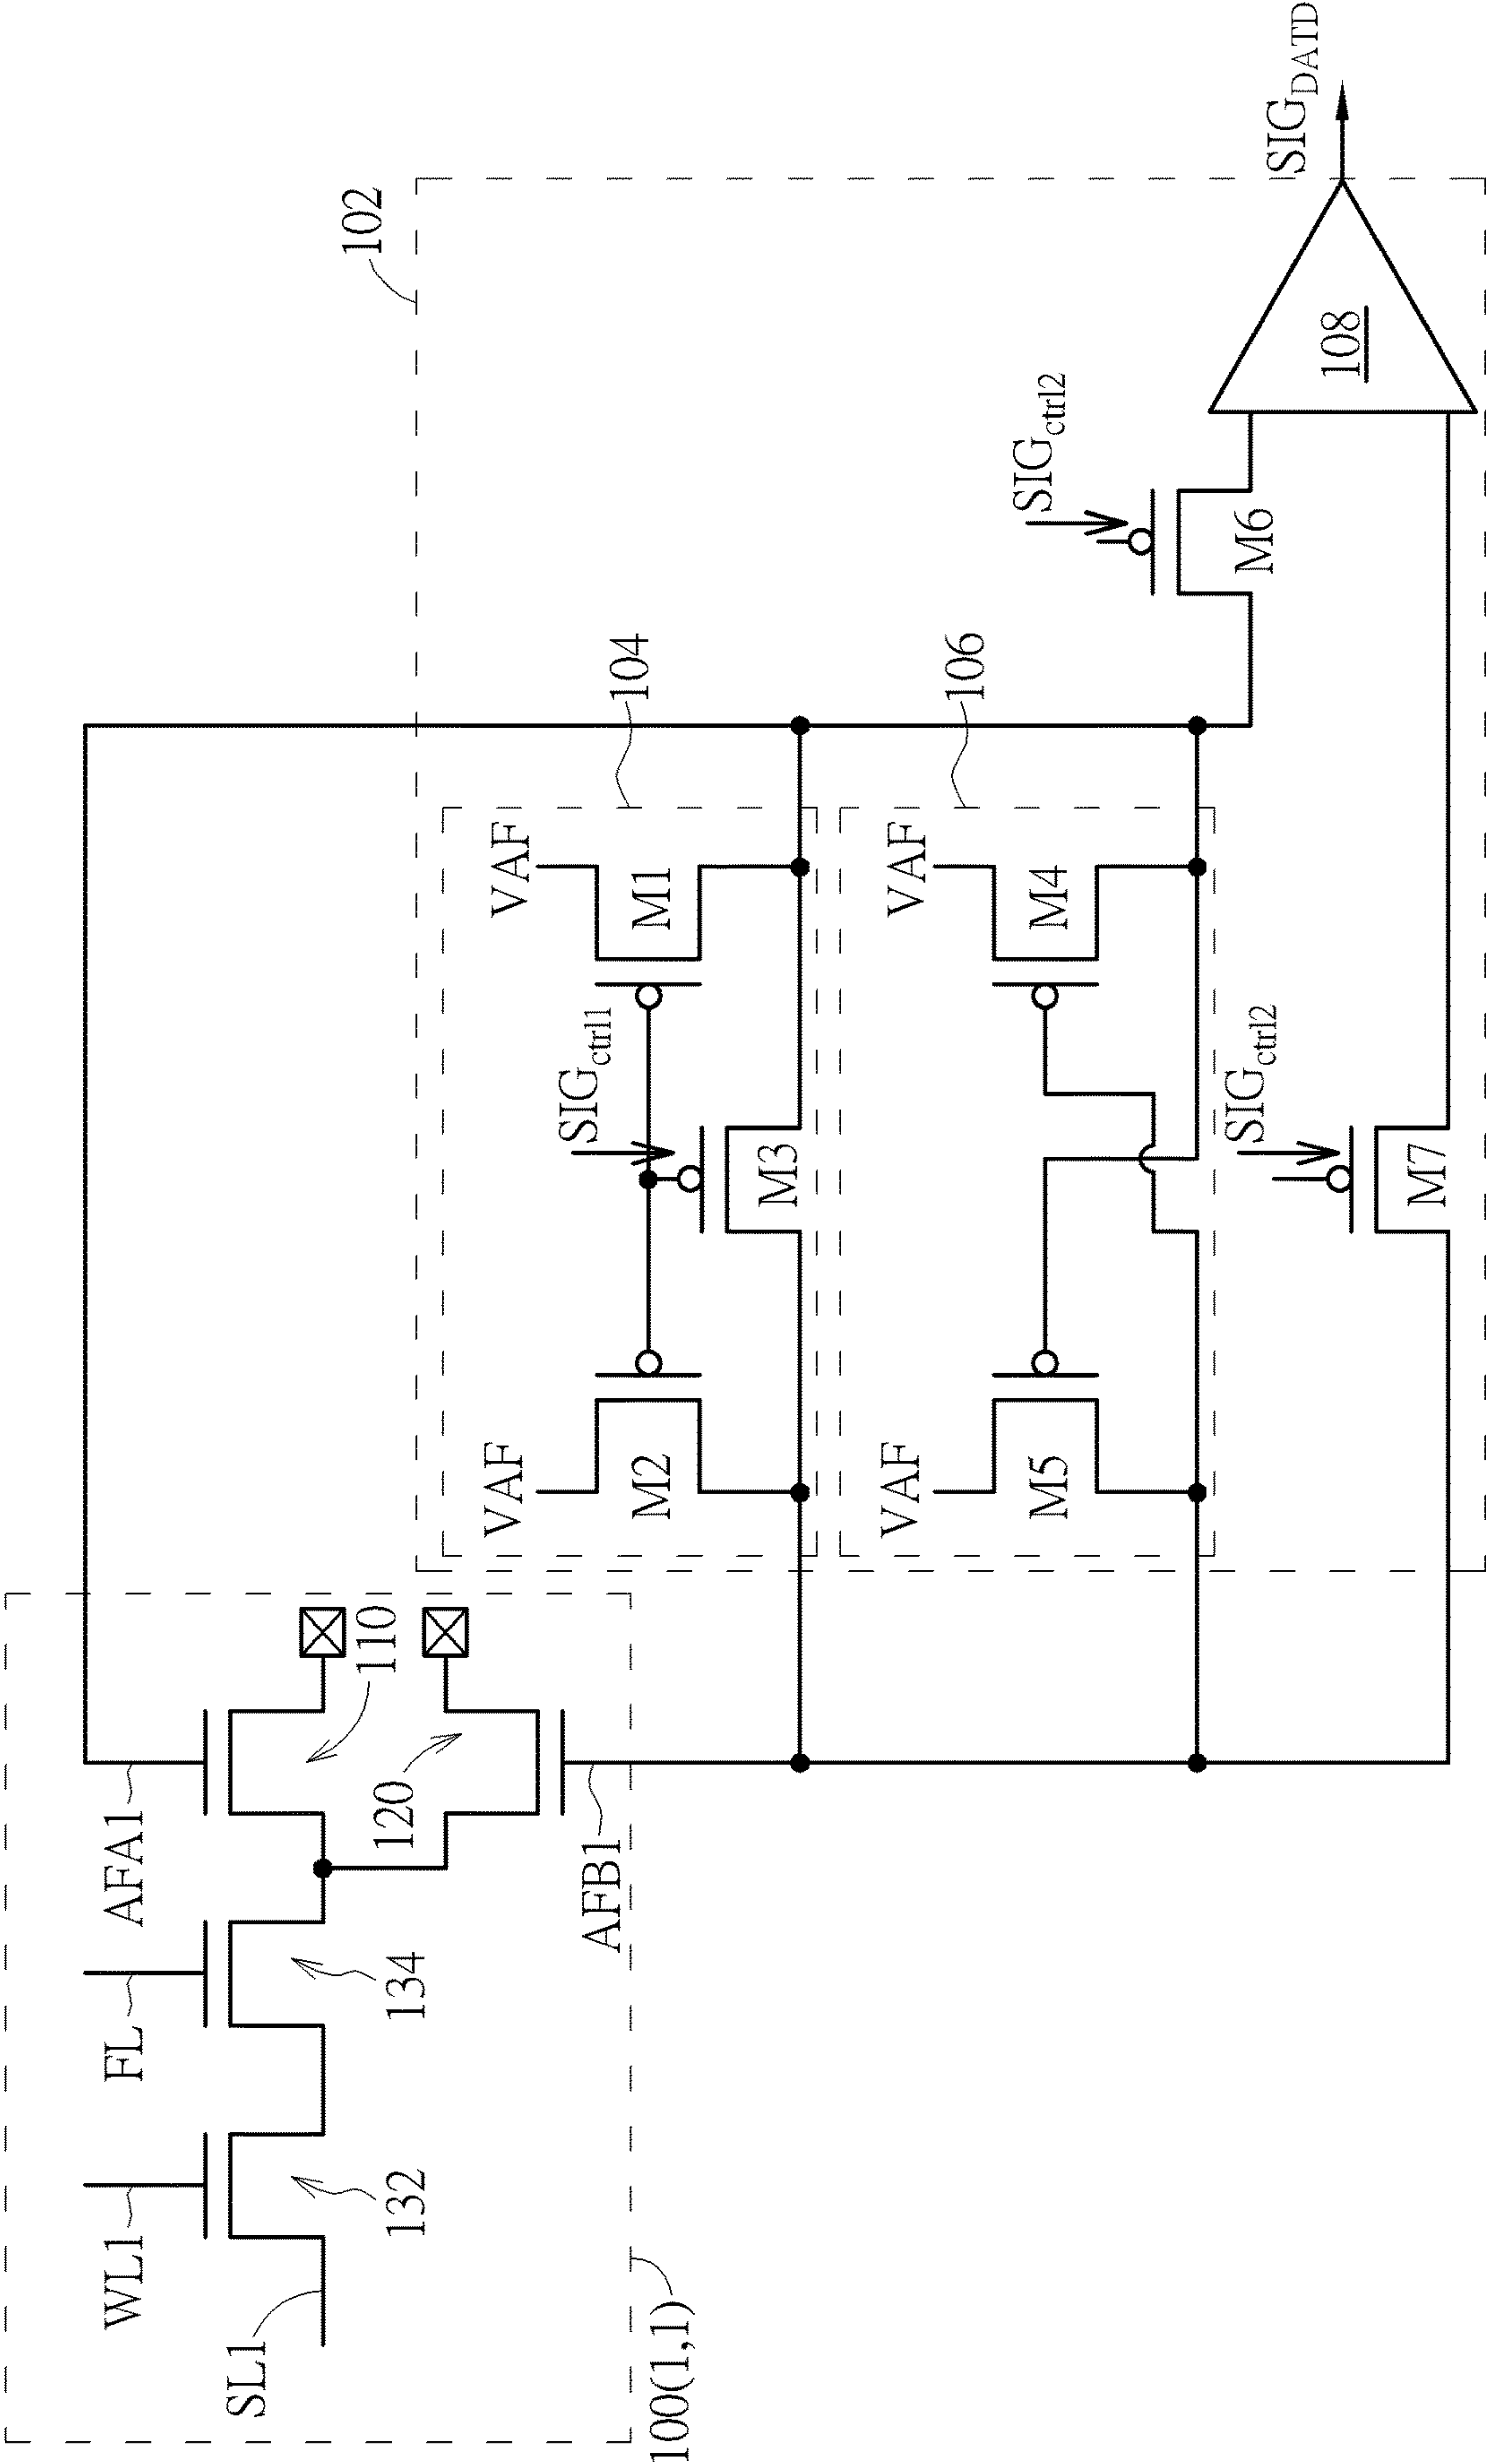 SL1
WL1
FL
AFA1
132
134
110
120
AFB1
100(1,1)
102
104
VAF
VAF
M2
M1
SIGctrl1
M3
106
VAF
VAF
M5
M4
SIGctrl2
M6
SIGctrl2
M7
108
SIGDATD